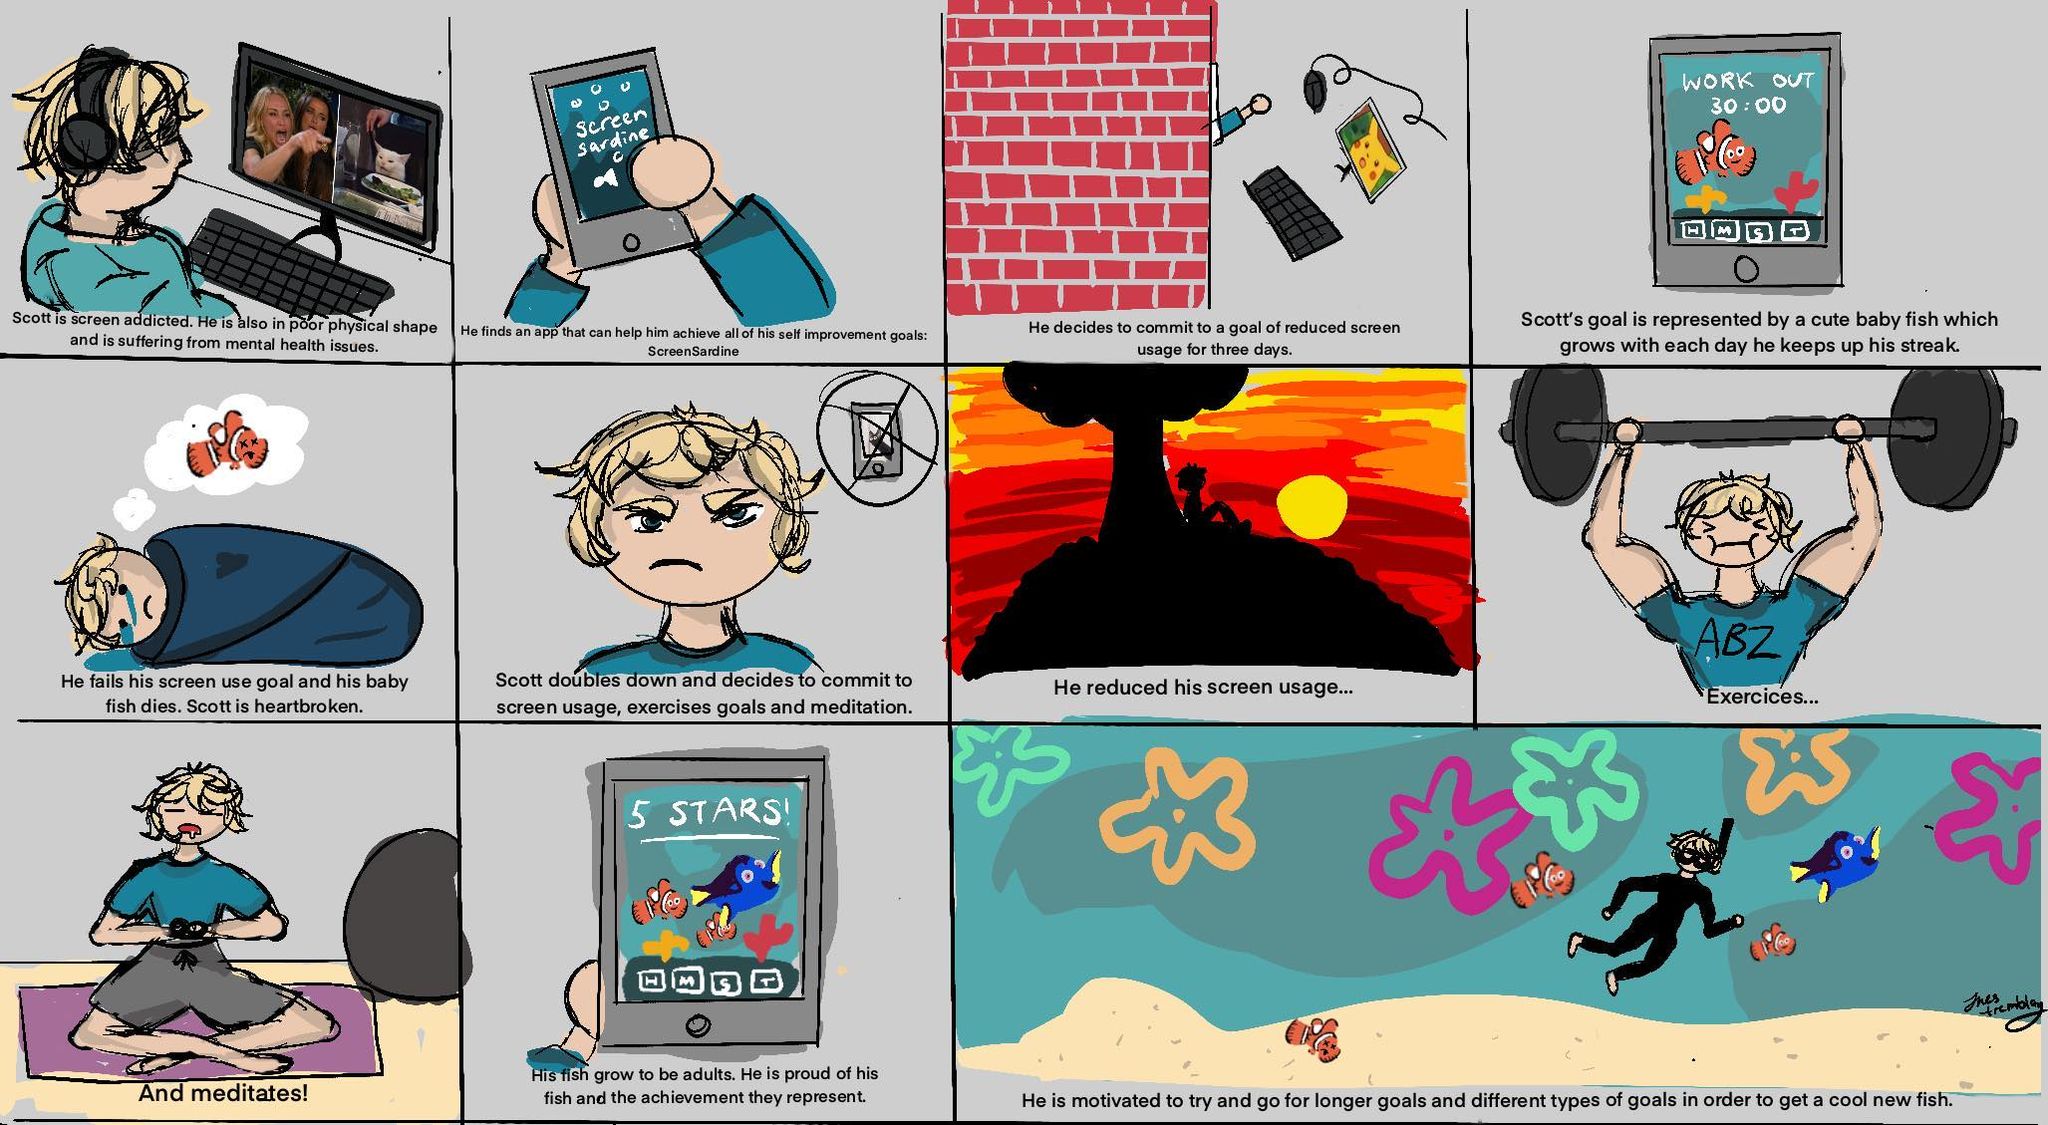 Scott is screen addicted. He is also in poor physical shape
and is suffering from mental health issues.
screen
sardine
He finds an app that can help him achieve all of his self improvement goals:
ScreenSardine
He decides to commit to a goal of reduced screen
usage for three days.
WORK OUT
30:00
H M S T
Scott's goal is represented by a cute baby fish which
grows with each day he keeps up his streak.
He fails his screen use goal and his baby
fish dies. Scott is heartbroken.
Scott doubles down and decides to commit to
screen usage, exercises goals and meditation.
He reduced his screen usage...
ABZ
Exercices...
And meditates!
5 STARS!
H M S T
His fish grow to be adults. He is proud of his
fish and the achievement they represent.
Ines
tremblay
He is motivated to try and go for longer goals and different types of goals in order to get a cool new fish.